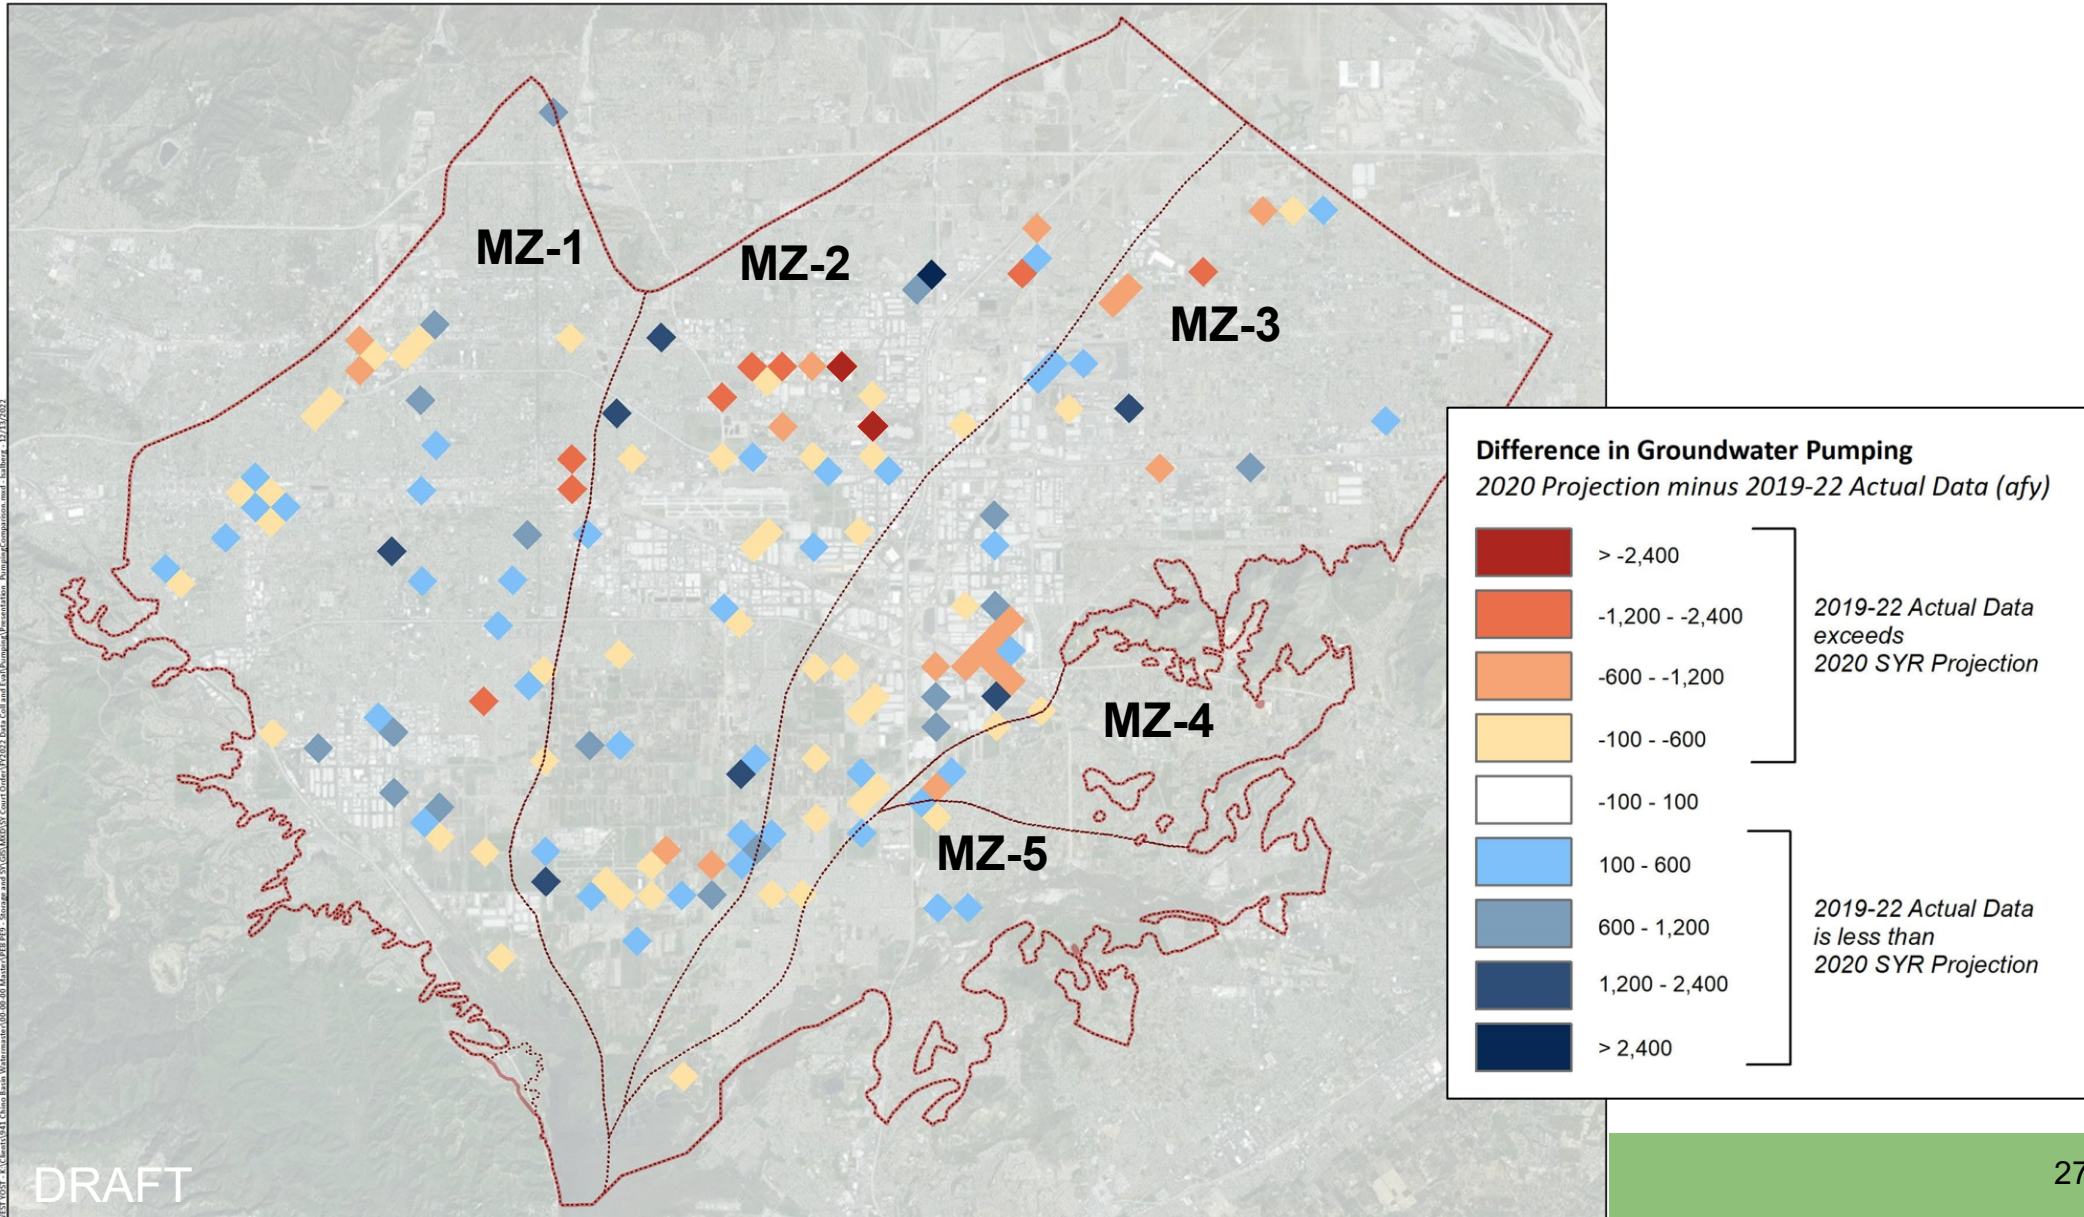 MZ-1
MZ-2
MZ-3
MZ-4
MZ-5
Difference in Groundwater Pumping
2020 Projection minus 2019-22 Actual Data (afy)
> -2,400
-1,200 - -2,400
-600 - -1,200
-100 - -600
-100 - 100
100 - 600
600 - 1,200
1,200 - 2,400
> 2,400
2019-22 Actual Data
exceeds
2020 SYR Projection
2019-22 Actual Data
is less than
2020 SYR Projection
DRAFT
27